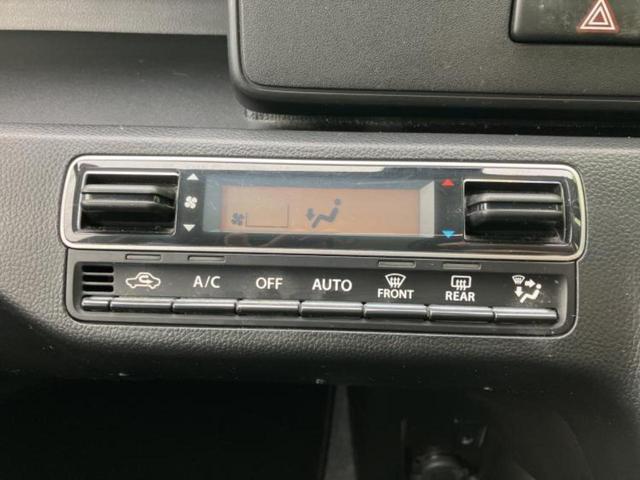 A/C OFF AUTO FRONT REAR